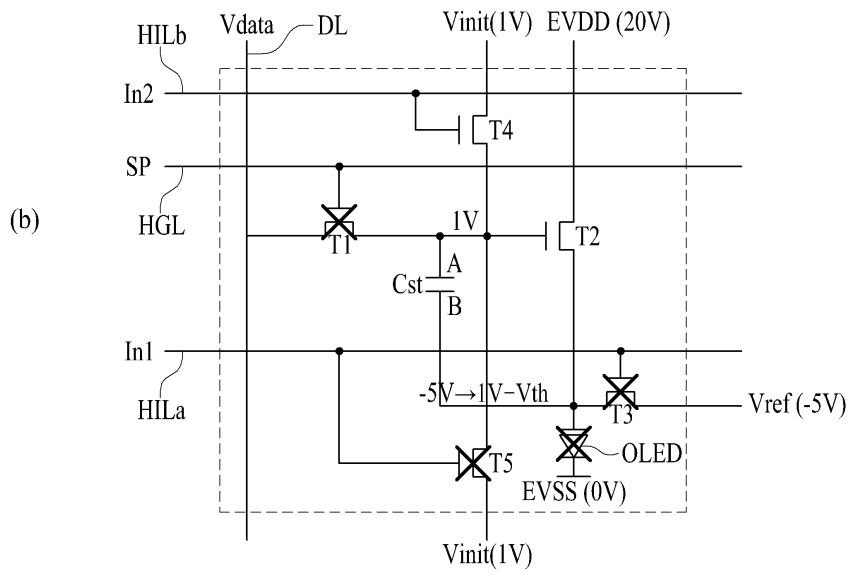 Vdata DL Vinit(1V) EVDD (20V)
HILb
In2
T4
SP
(b)
HGL
T1
1V
T2
A
Cst
B
In1
HILa
-5V→1V-Vth
T3
Vref (-5V)
T5
OLED
EVSS (0V)
Vinit(1V)